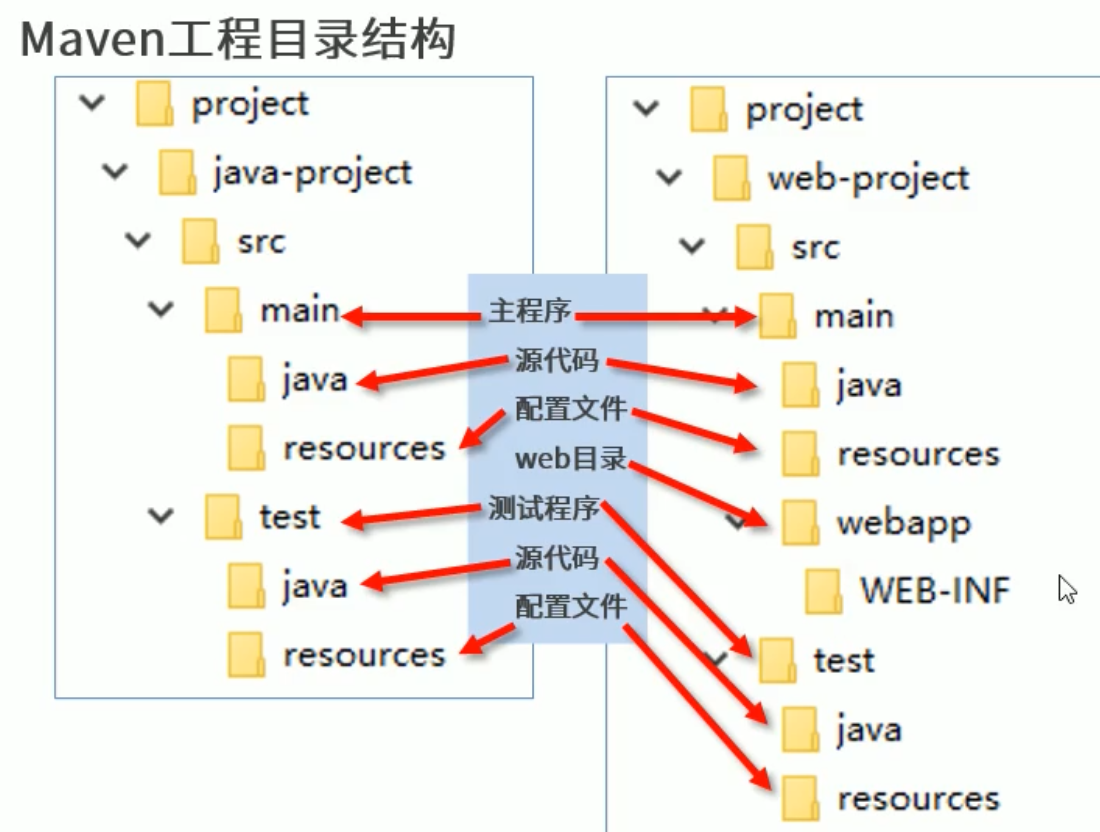 Maven工程目录结构
project
java-project
src
main
java
resources
test
java
resources
主程序
源代码
配置文件
web目录
测试程序
源代码
配置文件
project
web-project
src
main
java
resources
webapp
WEB-INF
test
java
resources